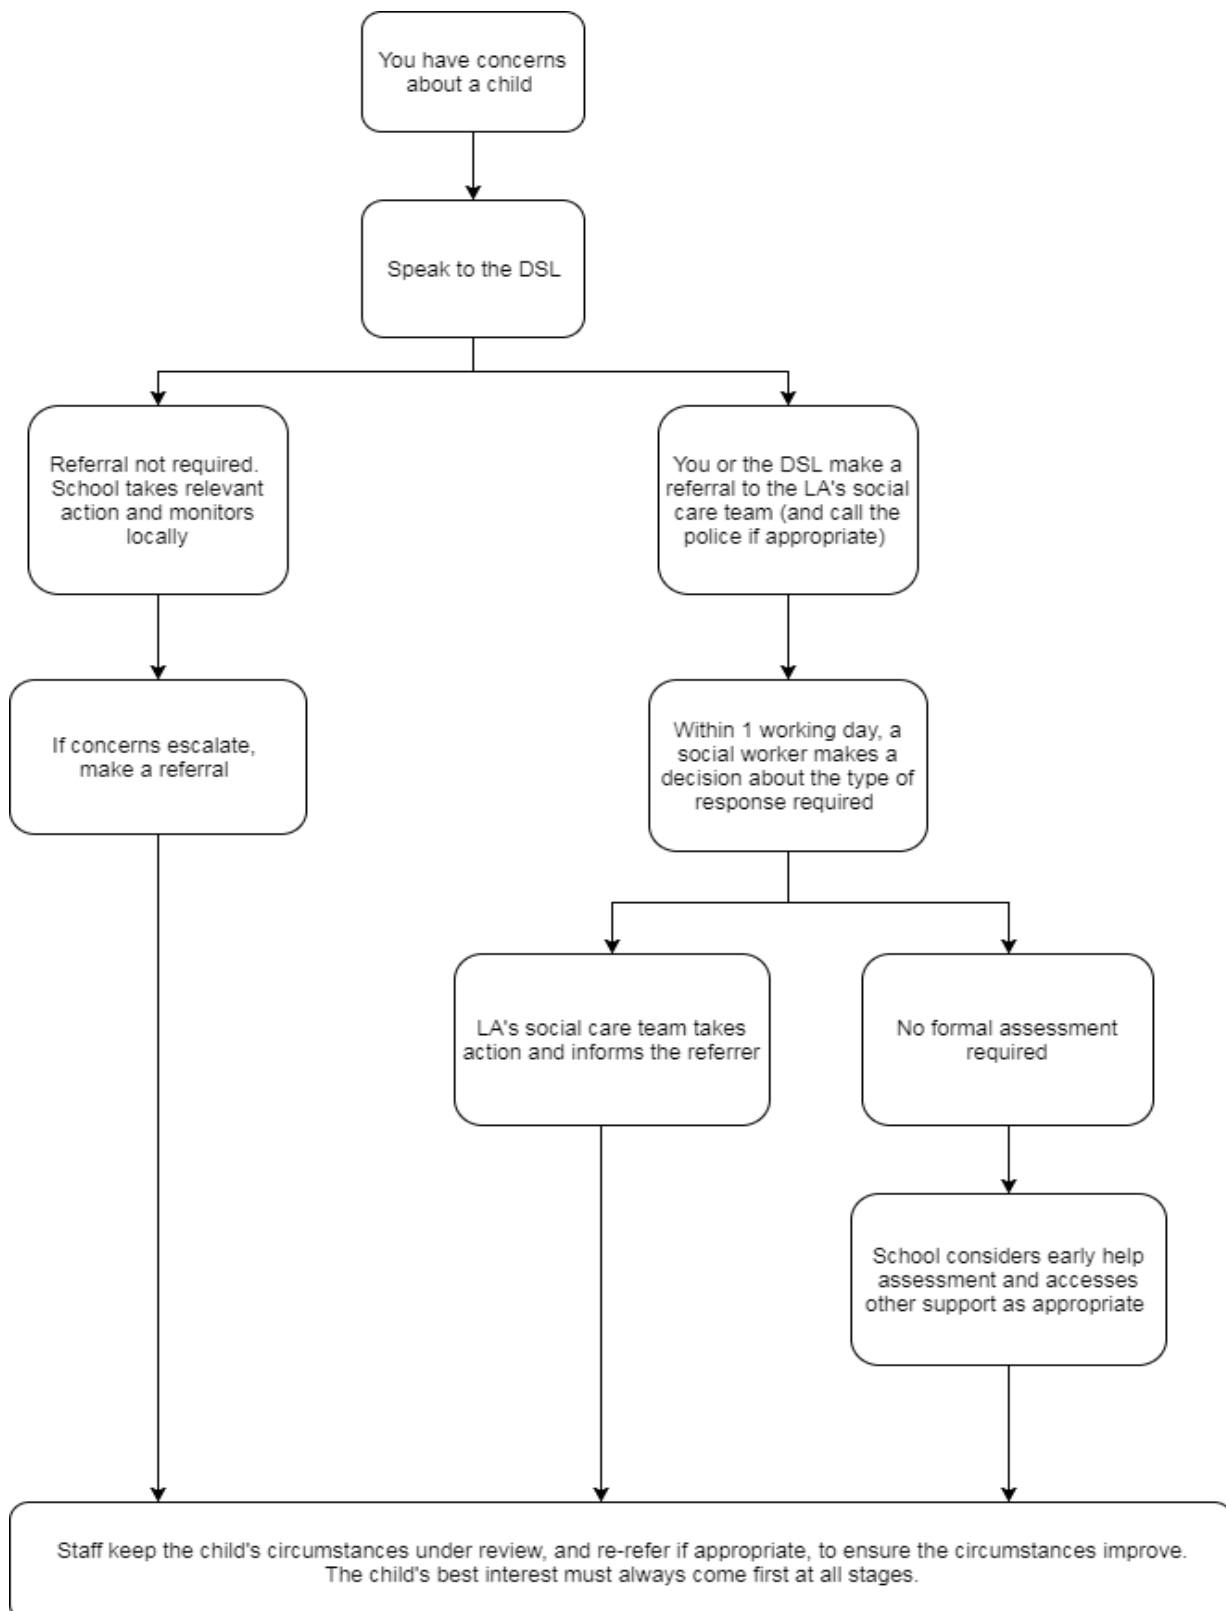 You have concerns
about a child
Speak to the DSL
Referral not required.
School takes relevant
action and monitors
locally
You or the DSL make a
referral to the LA's social
care team (and call the
police if appropriate)
If concerns escalate,
make a referral
Within 1 working day, a
social worker makes a
decision about the type of
response required
LA's social care team takes
action and informs the referrer
No formal assessment
required
School considers early help
assessment and accesses
other support as appropriate
Staff keep the child's circumstances under review, and re-refer if appropriate, to ensure the circumstances improve.
The child's best interest must always come first at all stages.